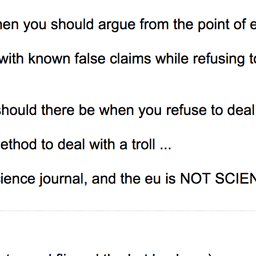 hen you should argue from the point of e
with known false claims while refusing to
should there be when you refuse to deal
ethod to deal with a troll ...
ience journal, and the eu is NOT SCIEN